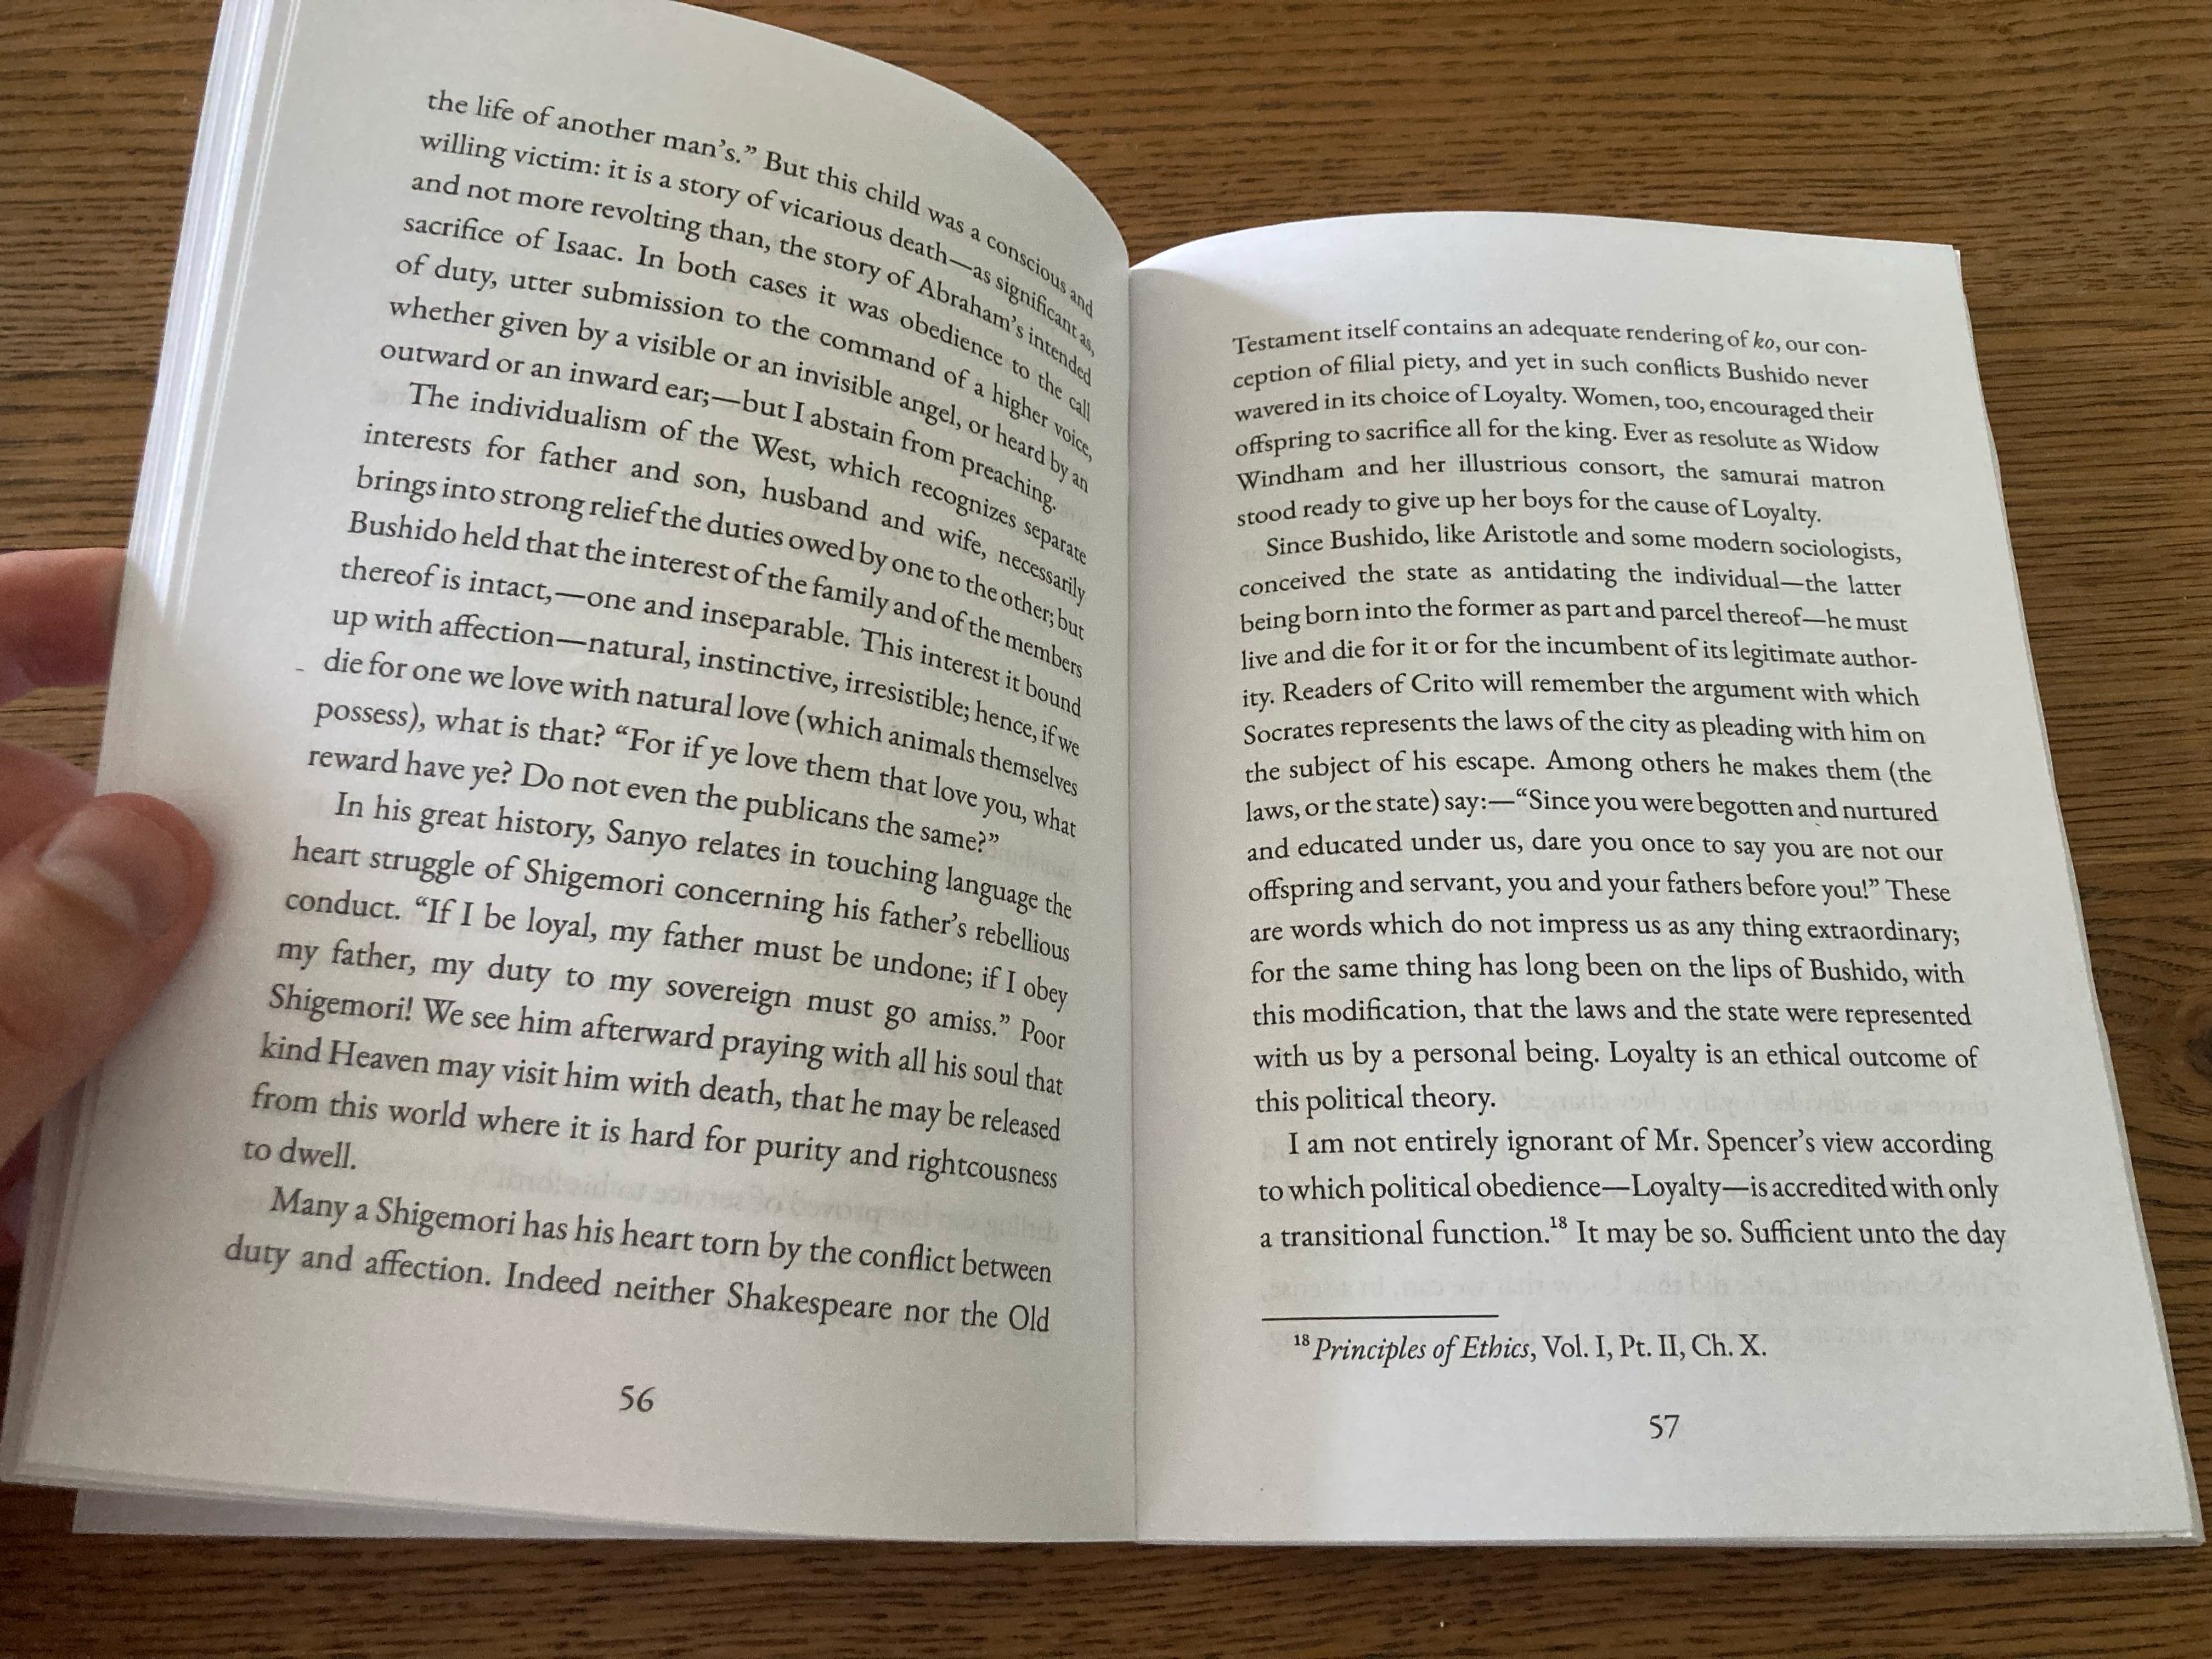 the life of another man's.” But this child was a conscious and
willing victim: it is a story of vicarious death—as significant as,
and not more revolting than, the story of Abraham's intended
sacrifice of Isaac. In both cases it was obedience to the call
of duty, utter submission to the command of a higher voice,
whether given by a visible or an invisible angel, or heard by an
outward or an inward ear;—but I abstain from preaching.
The individualism of the West, which recognizes separate
interests for father and son, husband and wife, necessarily
brings into strong relief the duties owed by one to the other; but
Bushido held that the interest of the family and of the members
thereof is intact,—one and inseparable. This interest it bound
up with affection—natural, instinctive, irresistible; hence, if we
die for one we love with natural love (which animals themselves
possess), what is that? “For if ye love them that love you, what
reward have ye? Do not even the publicans the same?”
In his great history, Sanyo relates in touching language the
heart struggle of Shigemori concerning his father's rebellious
conduct. “If I be loyal, my father must be undone; if I obey
my father, my duty to my sovereign must go amiss.” Poor
Shigemori! We see him afterward praying with all his soul that
kind Heaven may visit him with death, that he may be released
from this world where it is hard for purity and rightcousness
to dwell.
Many a Shigemori has his heart torn by the conflict between
duty and affection. Indeed neither Shakespeare nor the Old
56
Testament itself contains an adequate rendering of ko, our con-
ception of filial piety, and yet in such conflicts Bushido never
wavered in its choice of Loyalty. Women, too, encouraged their
offspring to sacrifice all for the king. Ever as resolute as Widow
Windham and her illustrious consort, the samurai matron
stood ready to give up her boys for the cause of Loyalty.
Since Bushido, like Aristotle and some modern sociologists,
conceived the state as antidating the individual—the latter
being born into the former as part and parcel thereof—he must
live and die for it or for the incumbent of its legitimate author-
ity. Readers of Crito will remember the argument with which
Socrates represents the laws of the city as pleading with him on
the subject of his escape. Among others he makes them (the
laws, or the state) say:—“Since you were begotten and nurtured
and educated under us, dare you once to say you are not our
offspring and servant, you and your fathers before you!” These
are words which do not impress us as any thing extraordinary;
for the same thing has long been on the lips of Bushido, with
this modification, that the laws and the state were represented
with us by a personal being. Loyalty is an ethical outcome of
this political theory.
I am not entirely ignorant of Mr. Spencer's view according
to which political obedience—Loyalty—is accredited with only
a transitional function.18 It may be so. Sufficient unto the day
18 Principles of Ethics, Vol. I, Pt. II, Ch. X.
57